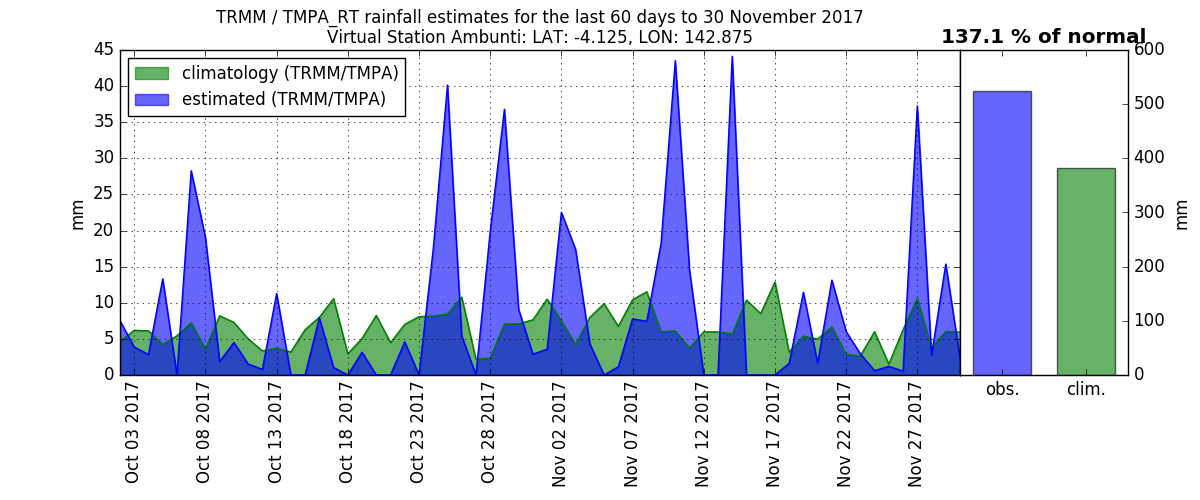 TRMM / TMPA_RT rainfall estimates for the last 60 days to 30 November 2017
Virtual Station Ambunti: LAT: -4.125, LON: 142.875
137.1 % of normal
climatology (TRMM/TMPA)
estimated (TRMM/TMPA)
45
40
35
30
25
20
15
10
5
0
mm
Oct 03 2017
Oct 08 2017
Oct 13 2017
Oct 18 2017
Oct 23 2017
Oct 28 2017
Nov 02 2017
Nov 07 2017
Nov 12 2017
Nov 17 2017
Nov 22 2017
Nov 27 2017
obs.
clim.
600
500
400
300
200
100
0
mm